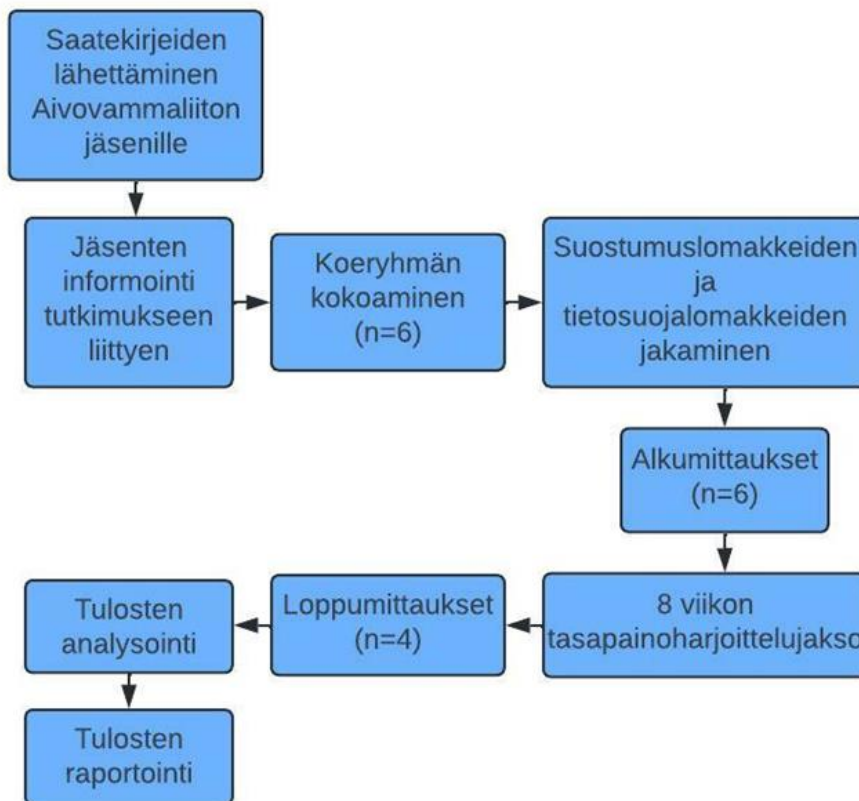 Saatekirjeiden
lähettäminen
Aivovammaliiton
jäsenille
Jäsenten
informointi
tutkimukseen
liittyen
Koeryhmän
kokoaminen
(n=6)
Suostumuslomakkeiden
ja
tietosuojalomakkeiden
jakaminen
Alkumittaukset
(n=6)
8 viikon
tasapainoharjoittelujakso
Loppumittaukset
(n=4)
Tulosten
analysointi
Tulosten
raportointi